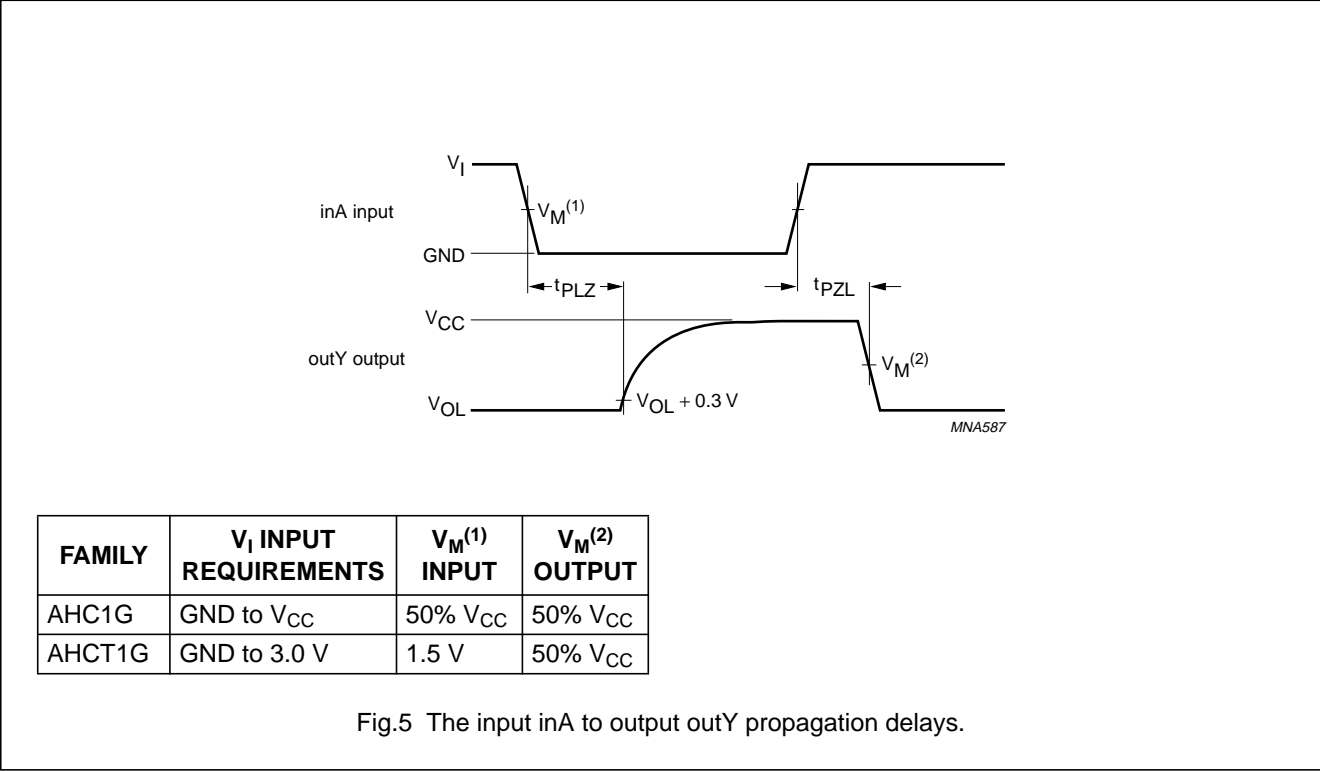 V_I
inA input
V_M^(1)
GND
t_PLZ
t_PZL
V_CC
outY output
V_M^(2)
V_OL
V_OL + 0.3 V
MNA587
FAMILY V_I INPUT REQUIREMENTS V_M^(1) INPUT V_M^(2) OUTPUT
AHC1G GND to V_CC 50% V_CC 50% V_CC
AHCT1G GND to 3.0 V 1.5 V 50% V_CC
Fig.5 The input inA to output outY propagation delays.